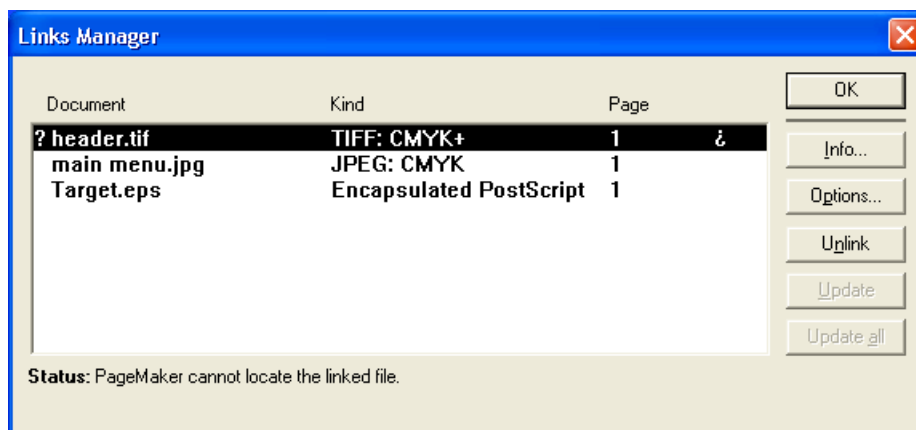 Links Manager
Document Kind Page
? header.tif TIFF: CMYK+ 1 ¿
main menu.jpg JPEG: CMYK 1
Target.eps Encapsulated PostScript 1
Status: PageMaker cannot locate the linked file.
OK
Info...
Options...
Unlink
Update
Update all